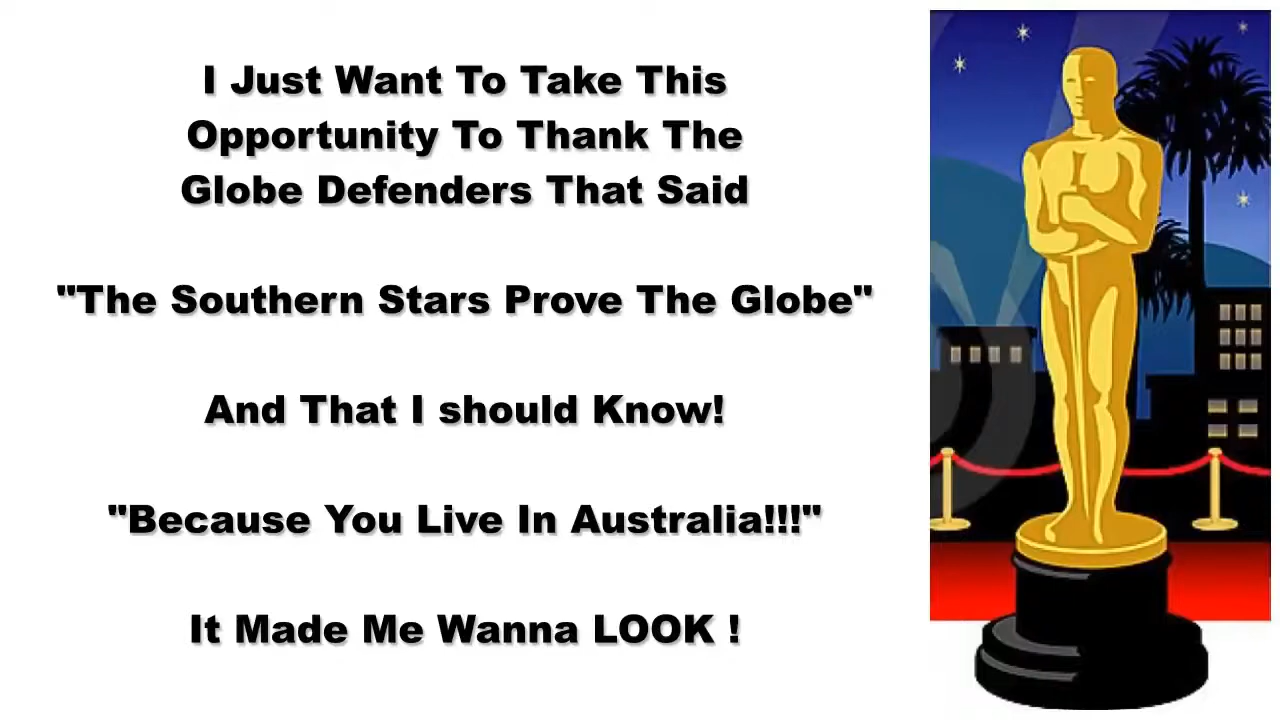 I Just Want To Take This
Opportunity To Thank The
Globe Defenders That Said
"The Southern Stars Prove The Globe"
And That I should Know!
"Because You Live In Australia!!!"
It Made Me Wanna LOOK !